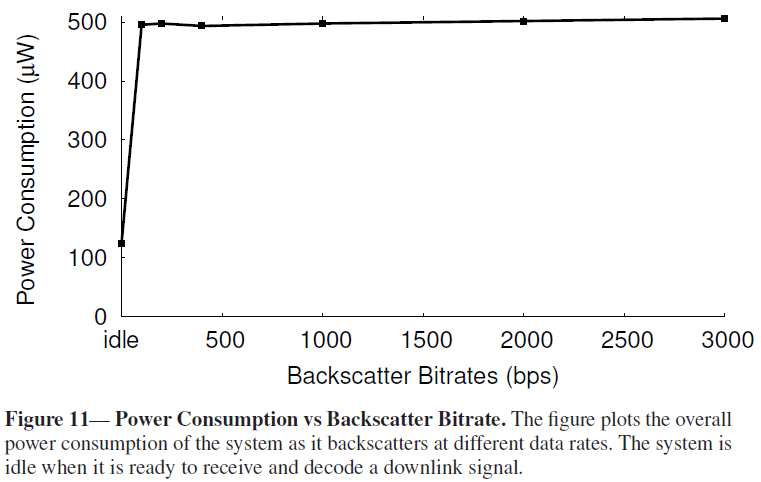 500
400
300
200
100
0
Power Consumption (μW)
idle 500 1000 1500 2000 2500 3000
Backscatter Bitrates (bps)
Figure 11— Power Consumption vs Backscatter Bitrate. The figure plots the overall
power consumption of the system as it backscatters at different data rates. The system is
idle when it is ready to receive and decode a downlink signal.